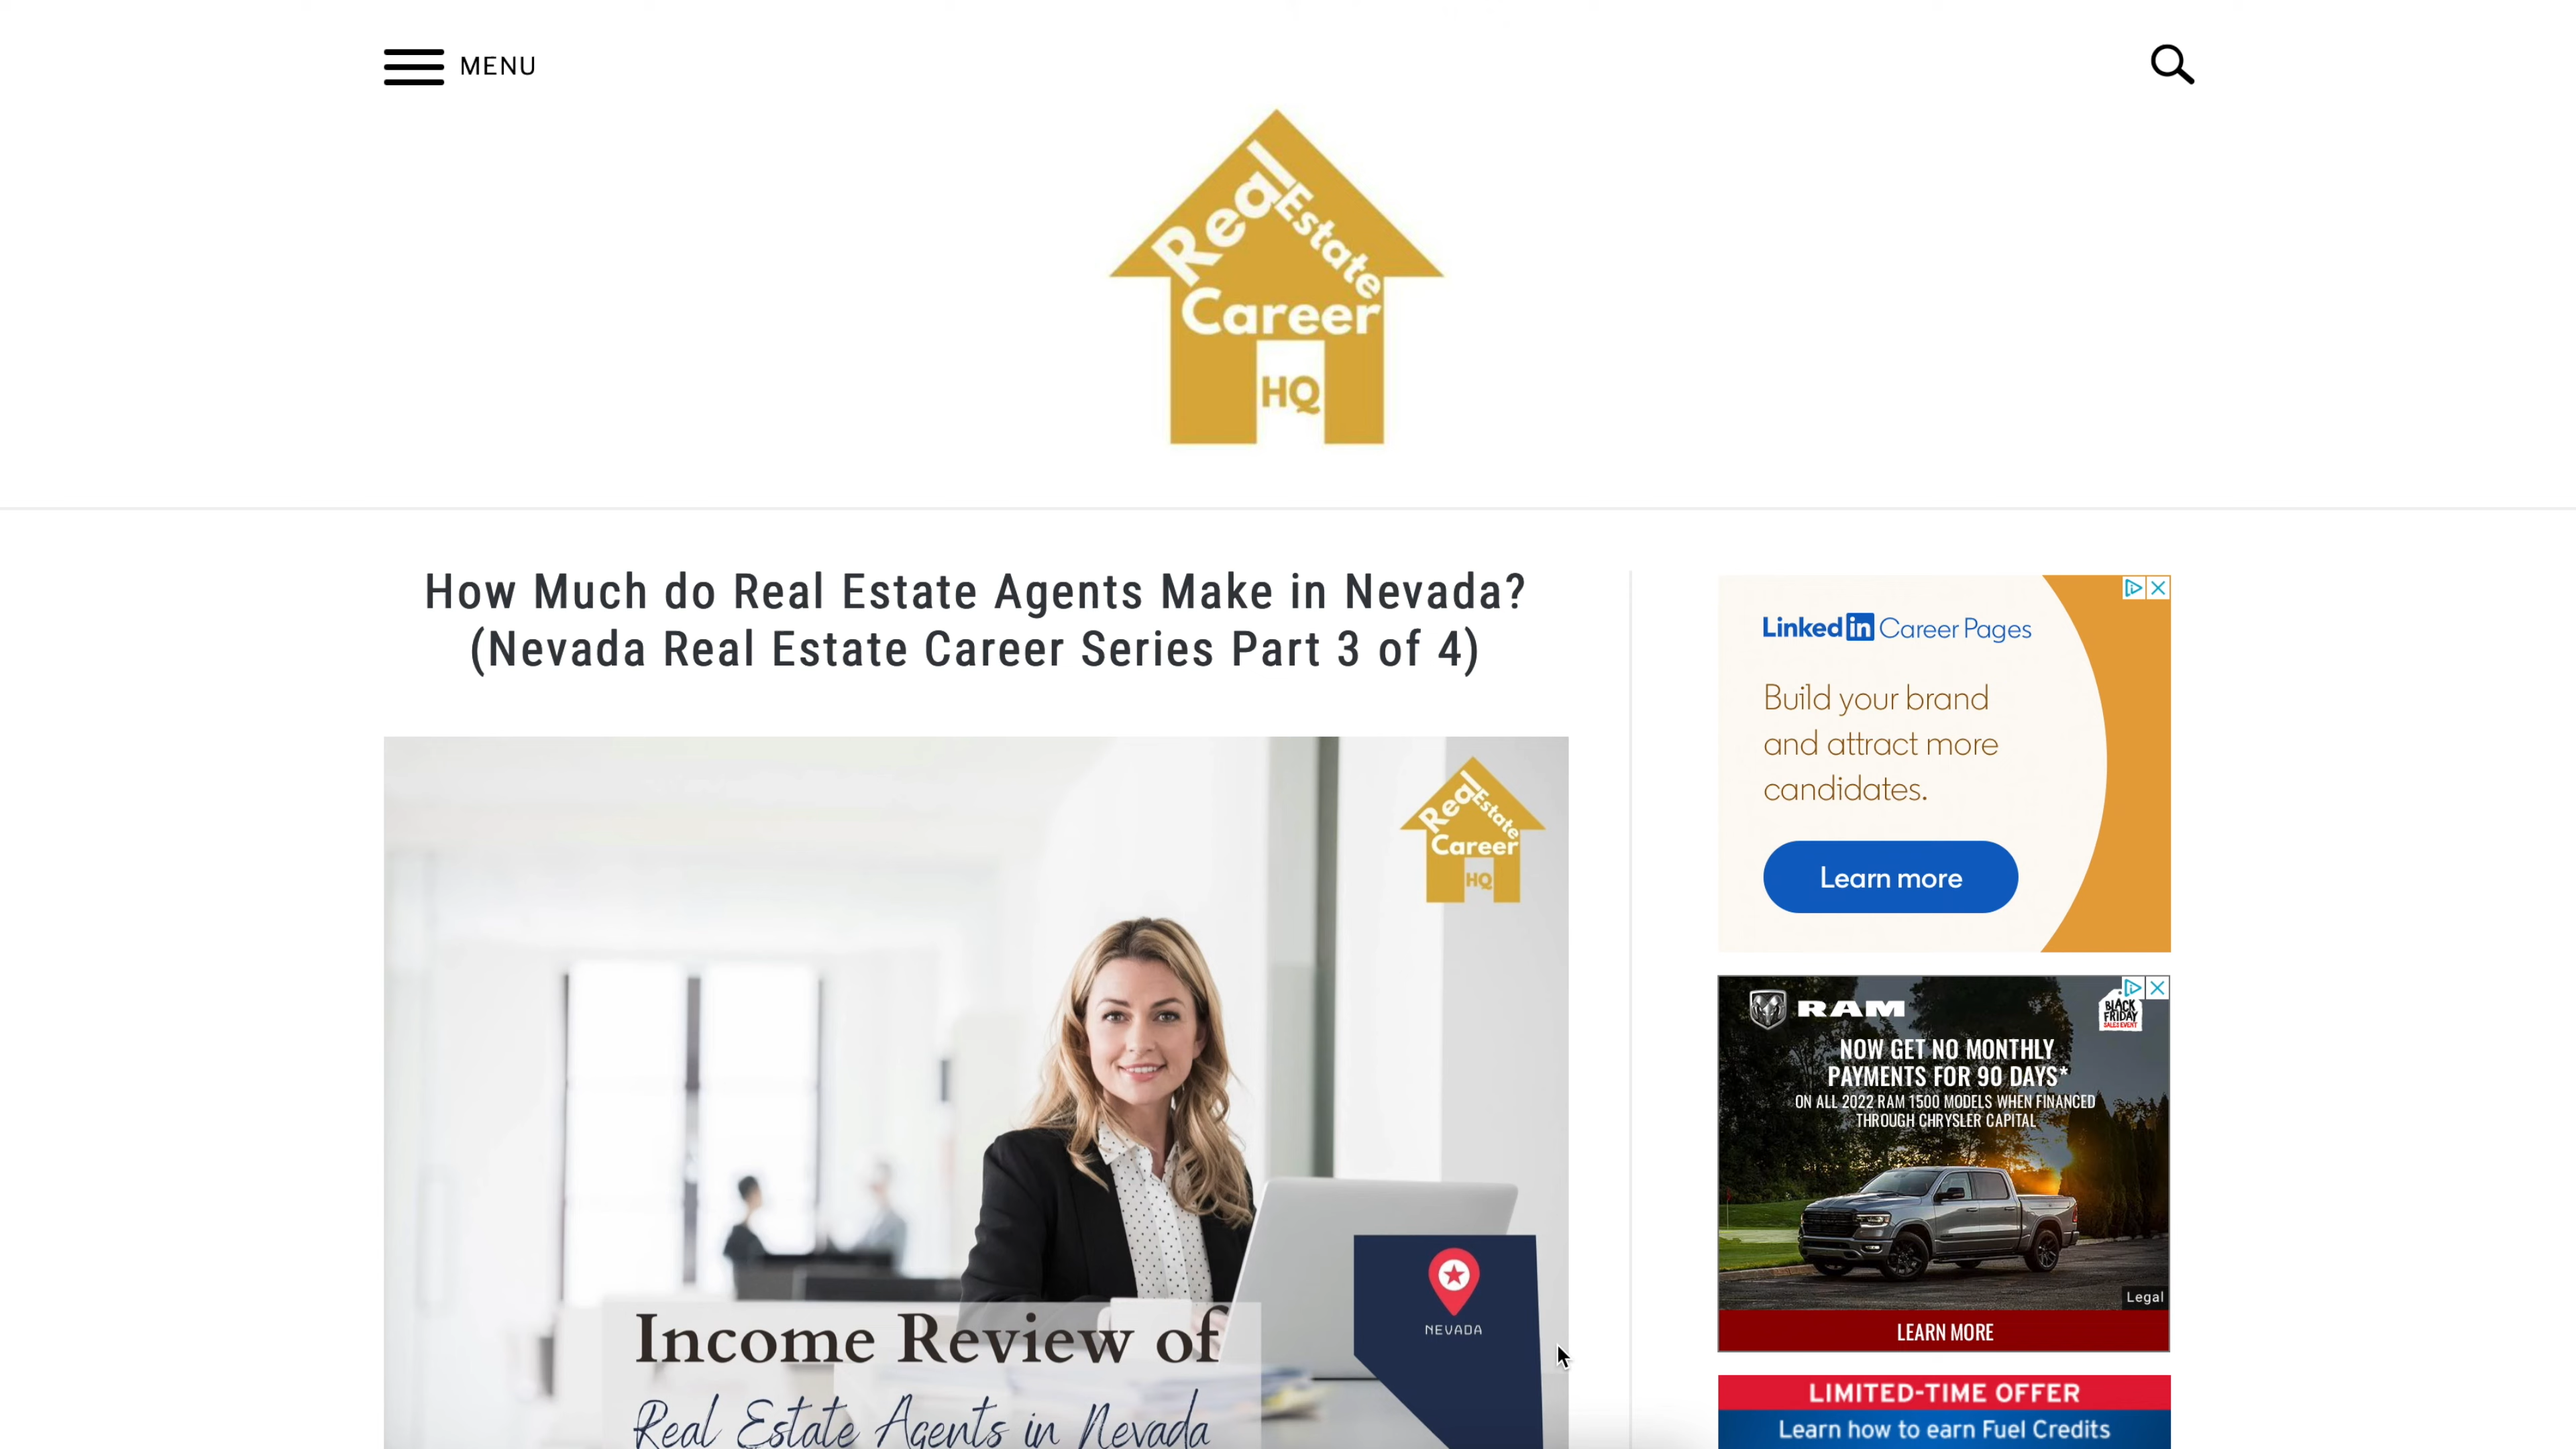 MENU
Real Estate
Career
HQ
How Much do Real Estate Agents Make in Nevada?
(Nevada Real Estate Career Series Part 3 of 4)
Real Estate
Career
HQ
NEVADA
Income Review of
Real Estate Agents in Nevada
Linked in Career Pages
Build your brand
and attract more
candidates.
Learn more
RAM
BLACK
FRIDAY
SALES EVENT
NOW GET NO MONTHLY
PAYMENTS FOR 90 DAYS*
ON ALL 2022 RAM 1500 MODELS WHEN FINANCED
THROUGH CHRYSLER CAPITAL
Legal
LEARN MORE
LIMITED-TIME OFFER
Learn how to earn Fuel Credits